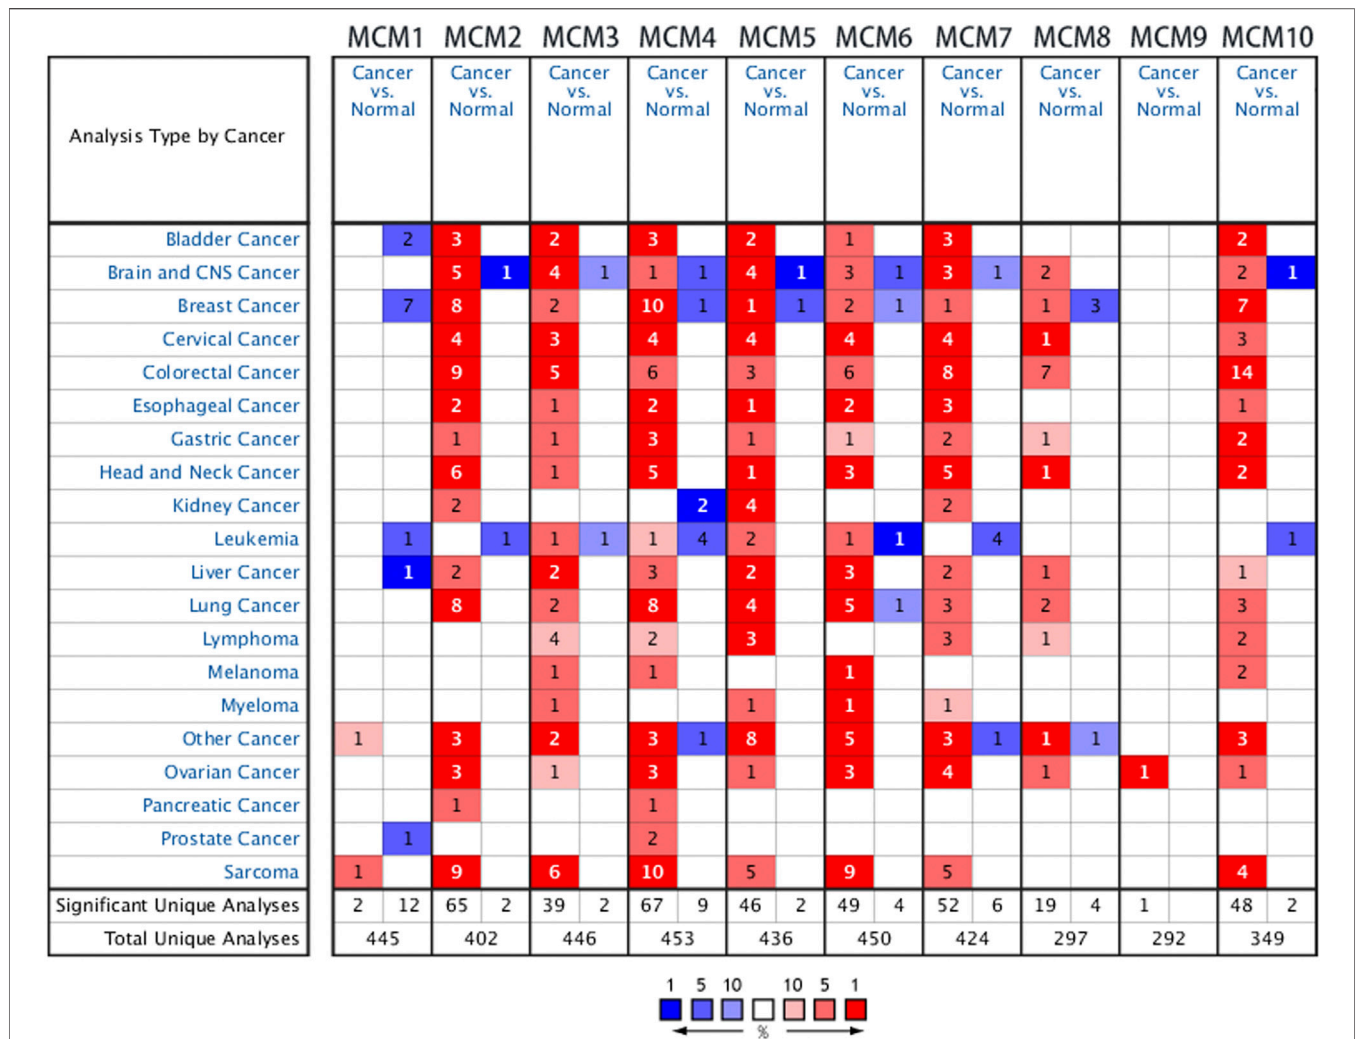 MCM1 MCM2 MCM3 MCM4 MCM5 MCM6 MCM7 MCM8 MCM9 MCM10
Analysis Type by Cancer
Cancer Cancer Cancer Cancer Cancer Cancer Cancer Cancer Cancer Cancer
vs. vs. vs. vs. vs. vs. vs. vs. vs. vs.
Normal Normal Normal Normal Normal Normal Normal Normal Normal Normal
Bladder Cancer 2 3 2 3 2 1 3 2
Brain and CNS Cancer 5 1 4 1 1 1 4 1 3 1 3 1 2 2 1
Breast Cancer 7 8 2 10 1 1 1 2 1 1 1 3 7
Cervical Cancer 4 3 4 4 4 4 1 3
Colorectal Cancer 9 5 6 3 6 8 7 14
Esophageal Cancer 2 1 2 1 2 3 1
Gastric Cancer 1 1 3 1 1 2 1 2
Head and Neck Cancer 6 1 5 1 3 5 1 2
Kidney Cancer 2 2 4 2
Leukemia 1 1 1 1 1 4 2 1 1 4 1
Liver Cancer 1 2 2 3 2 3 2 1 1
Lung Cancer 8 2 8 4 5 1 3 2 3
Lymphoma 4 2 3 3 1 2
Melanoma 1 1 1 2
Myeloma 1 1 1 1
Other Cancer 1 3 2 3 1 8 5 3 1 1 1 3
Ovarian Cancer 3 1 3 1 3 4 1 1 1
Pancreatic Cancer 1 1
Prostate Cancer 1 2
Sarcoma 1 9 6 10 5 9 5 4
Significant Unique Analyses 2 12 65 2 39 2 67 9 46 2 49 4 52 6 19 4 1 48 2
Total Unique Analyses 445 402 446 453 436 450 424 297 292 349
1 5 10 10 5 1
%